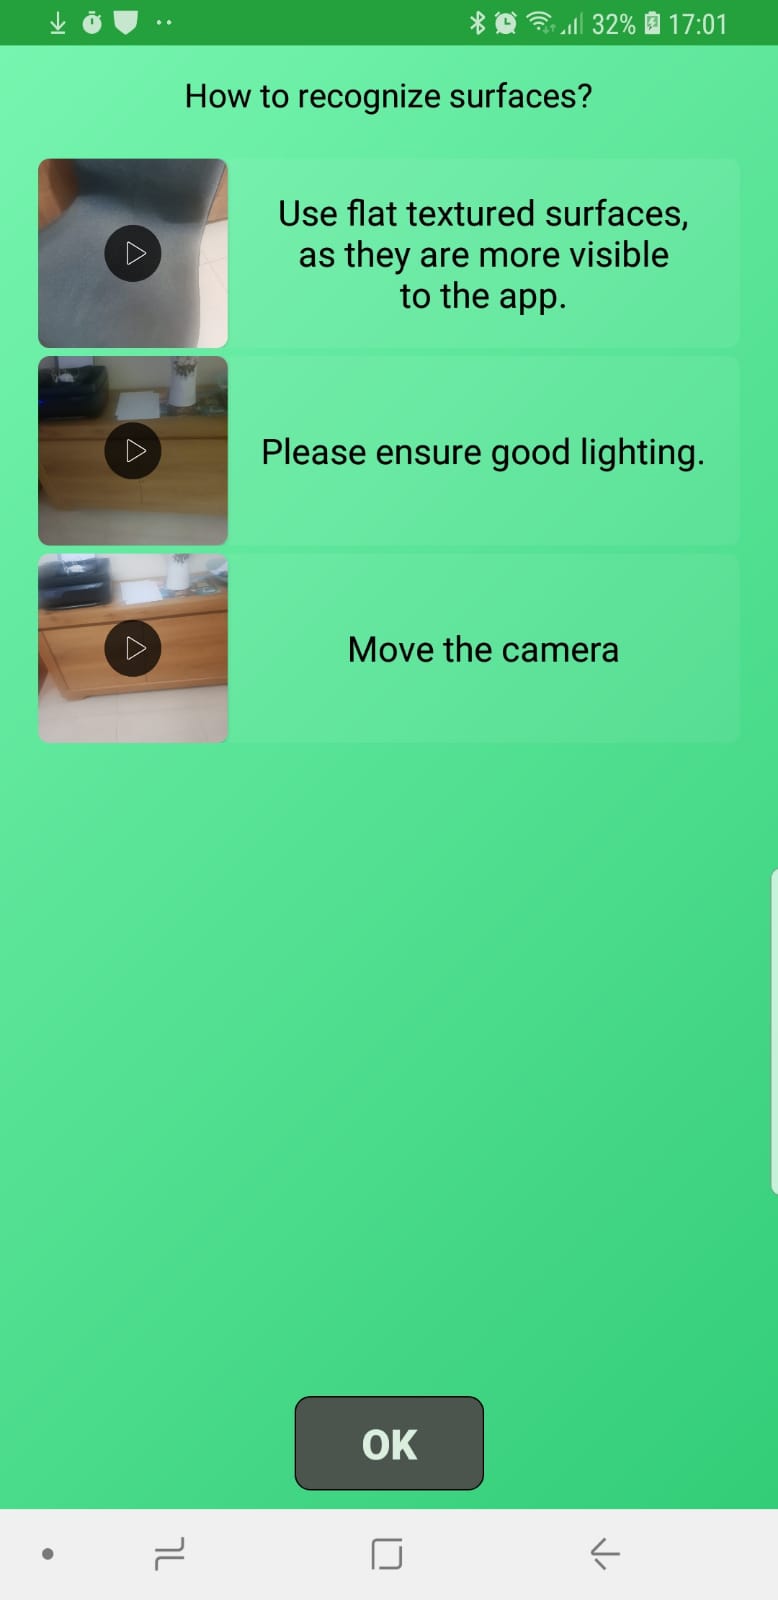 32% 17:01
How to recognize surfaces?
Use flat textured surfaces,
as they are more visible
to the app.
Please ensure good lighting.
Move the camera
OK